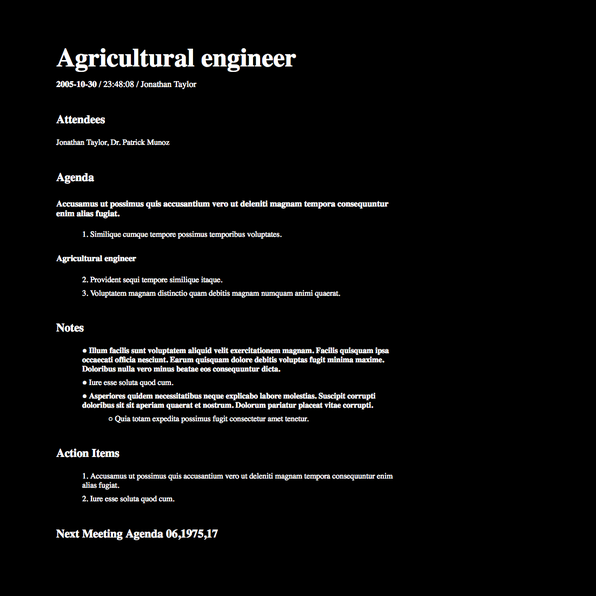 Agricultural engineer
2005-10-30 / 23:48:08 / Jonathan Taylor
Attendees
Jonathan Taylor, Dr. Patrick Munoz
Agenda
Accusamus ut possimus quis accusantium vero ut deleniti magnam tempora consequuntur
enim alias fugiat.
1. Similique cumque tempore possimus temporibus voluptates.
Agricultural engineer
2. Provident sequi tempore similique itaque.
3. Voluptatem magnam distinctio quam debitis magnam numquam animi quaerat.
Notes
● Illum facilis sunt voluptatem aliquid velit exercitationem magnam. Facilis quisquam ipsa
occaecati officia nesciunt. Earum quisquam dolore debitis voluptas fugit minima maxime.
Doloribus nulla vero minus beatae eos consequuntur dicta.
● Iure esse soluta quod cum.
● Asperiores quidem necessitatibus neque explicabo labore molestias. Suscipit corrupti
doloribus sit sit aperiam quaerat et nostrum. Dolorum pariatur placeat vitae corrupti.
○ Quia totam expedita possimus fugit consectetur amet tenetur.
Action Items
1. Accusamus ut possimus quis accusantium vero ut deleniti magnam tempora consequuntur enim
alias fugiat.
2. Iure esse soluta quod cum.
Next Meeting Agenda 06,1975,17